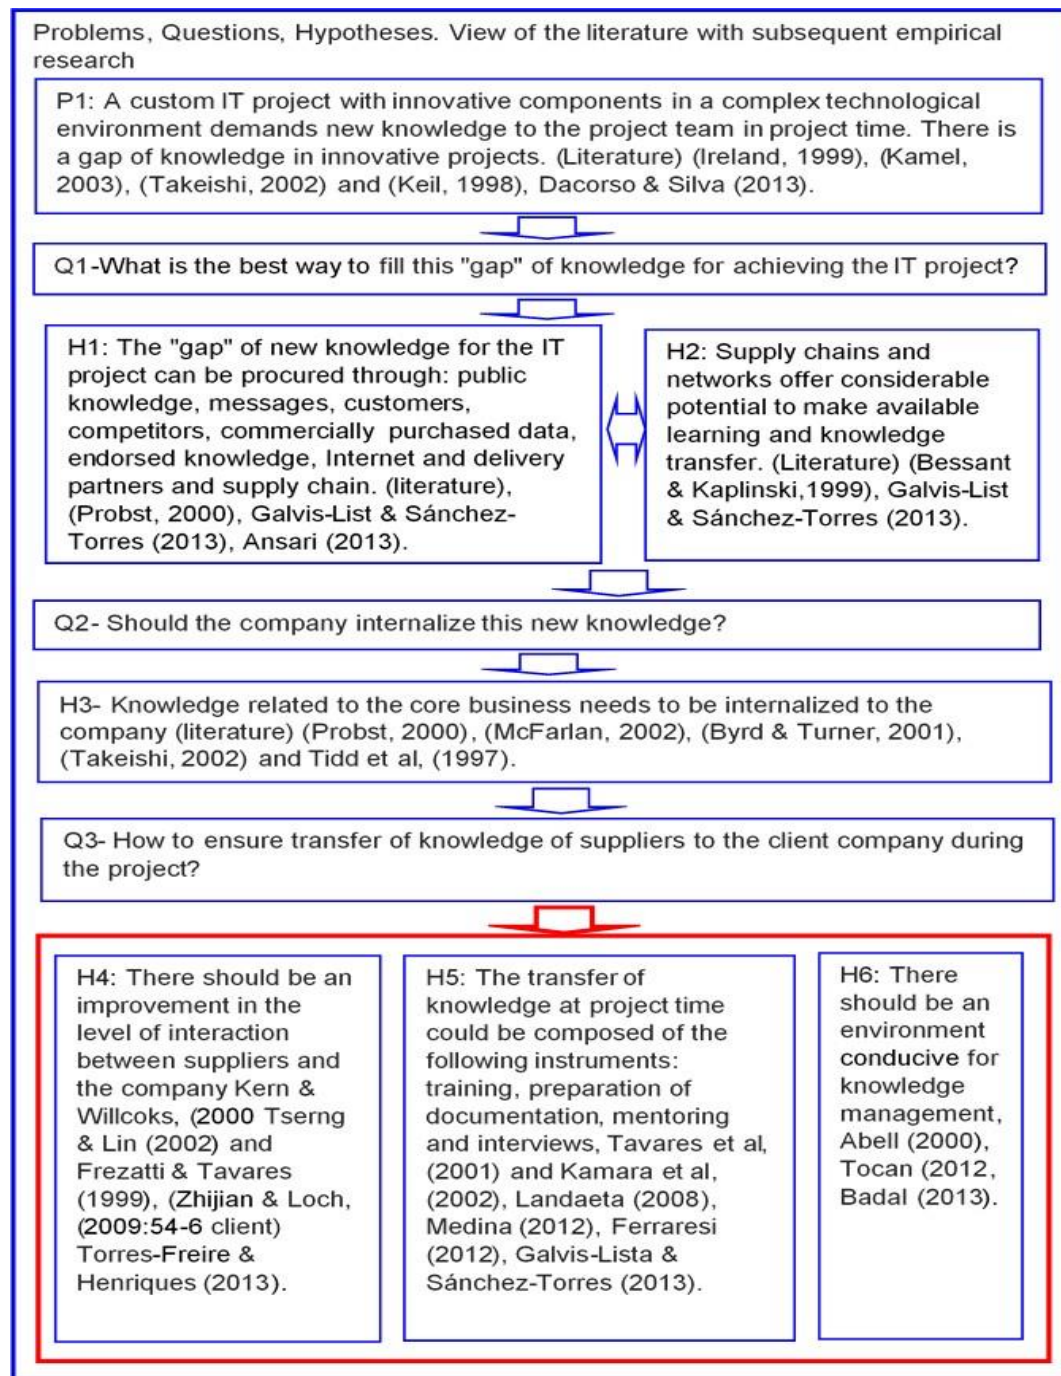 Problems, Questions, Hypotheses. View of the literature with subsequent empirical
research
P1: A custom IT project with innovative components in a complex technological
environment demands new knowledge to the project team in project time. There is
a gap of knowledge in innovative projects. (Literature) (Ireland, 1999), (Kamel,
2003), (Takeishi, 2002) and (Keil, 1998), Dacorso & Silva (2013).
Q1-What is the best way to fill this "gap" of knowledge for achieving the IT project?
H1: The "gap" of new knowledge for the IT
project can be procured through: public
knowledge, messages, customers,
competitors, commercially purchased data,
endorsed knowledge, Internet and delivery
partners and supply chain. (literature),
(Probst, 2000), Galvis-List & Sánchez-
Torres (2013), Ansari (2013).
H2: Supply chains and
networks offer considerable
potential to make available
learning and knowledge
transfer. (Literature) (Bessant
& Kaplinski,1999), Galvis-List
& Sánchez-Torres (2013).
Q2- Should the company internalize this new knowledge?
H3- Knowledge related to the core business needs to be internalized to the
company (literature) (Probst, 2000), (McFarlan, 2002), (Byrd & Turner, 2001),
(Takeishi, 2002) and Tidd et al, (1997).
Q3- How to ensure transfer of knowledge of suppliers to the client company during
the project?
H4: There should be an
improvement in the
level of interaction
between suppliers and
the company Kern &
Willcoks, (2000 Tserng
& Lin (2002) and
Frezatti & Tavares
(1999), (Zhijian & Loch,
(2009:54-6 client)
Torres-Freire &
Henriques (2013).
H5: The transfer of
knowledge at project time
could be composed of the
following instruments:
training, preparation of
documentation, mentoring
and interviews, Tavares et al,
(2001) and Kamara et al,
(2002), Landaeta (2008),
Medina (2012), Ferraresi
(2012), Galvis-Lista &
Sánchez-Torres (2013).
H6: There
should be an
environment
conducive for
knowledge
management,
Abell (2000),
Tocan (2012,
Badal (2013).